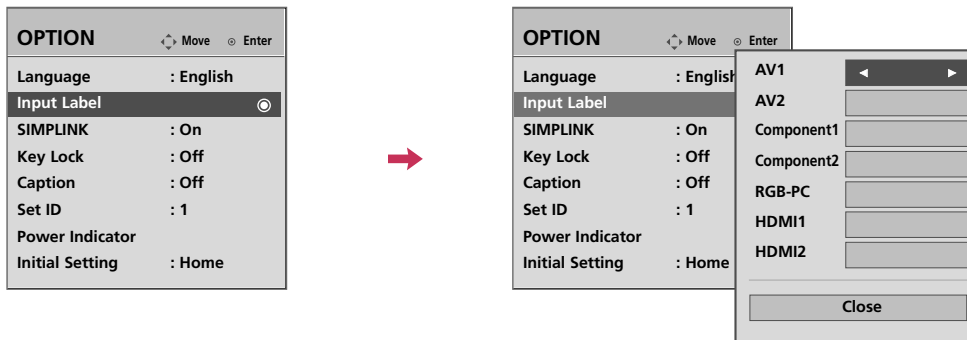 OPTION Move Enter
Language : English
Input Label
SIMPLINK : On
Key Lock : Off
Caption : Off
Set ID : 1
Power Indicator
Initial Setting : Home
OPTION Move Enter
Language : English
Input Label
SIMPLINK : On
Key Lock : Off
Caption : Off
Set ID : 1
Power Indicator
Initial Setting : Home
AV1
AV2
Component1
Component2
RGB-PC
HDMI1
HDMI2
Close